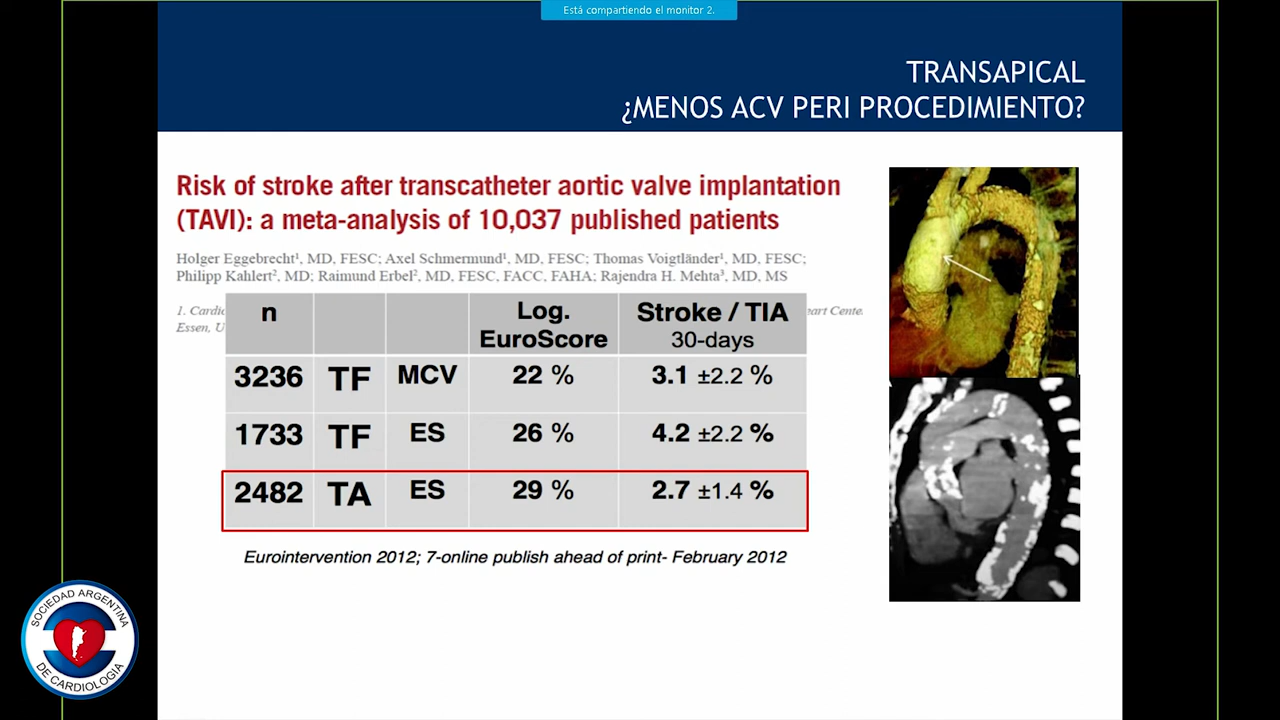 Está compartiendo el monitor 2.
TRANSAPICAL
¿MENOS ACV PERI PROCEDIMIENTO?
Risk of stroke after transcatheter aortic valve implantation
(TAVI): a meta-analysis of 10,037 published patients
Holger Eggebrecht¹, MD, FESC; Axel Schmermund¹, MD, FESC; Thomas Voigtländer¹, MD, FESC;
Philipp Kahlert², MD; Raimund Erbel², MD, FESC, FACC, FAHA; Rajendra H. Mehta³, MD, MS
1. Cardio
Essen, U
n Log. EuroScore Stroke / TIA 30-days
3236 TF MCV 22 % 3.1 ±2.2 %
1733 TF ES 26 % 4.2 ±2.2 %
2482 TA ES 29 % 2.7 ±1.4 %
Eurointervention 2012; 7-online publish ahead of print- February 2012
SOCIEDAD ARGENTINA
DE CARDIOLOGIA